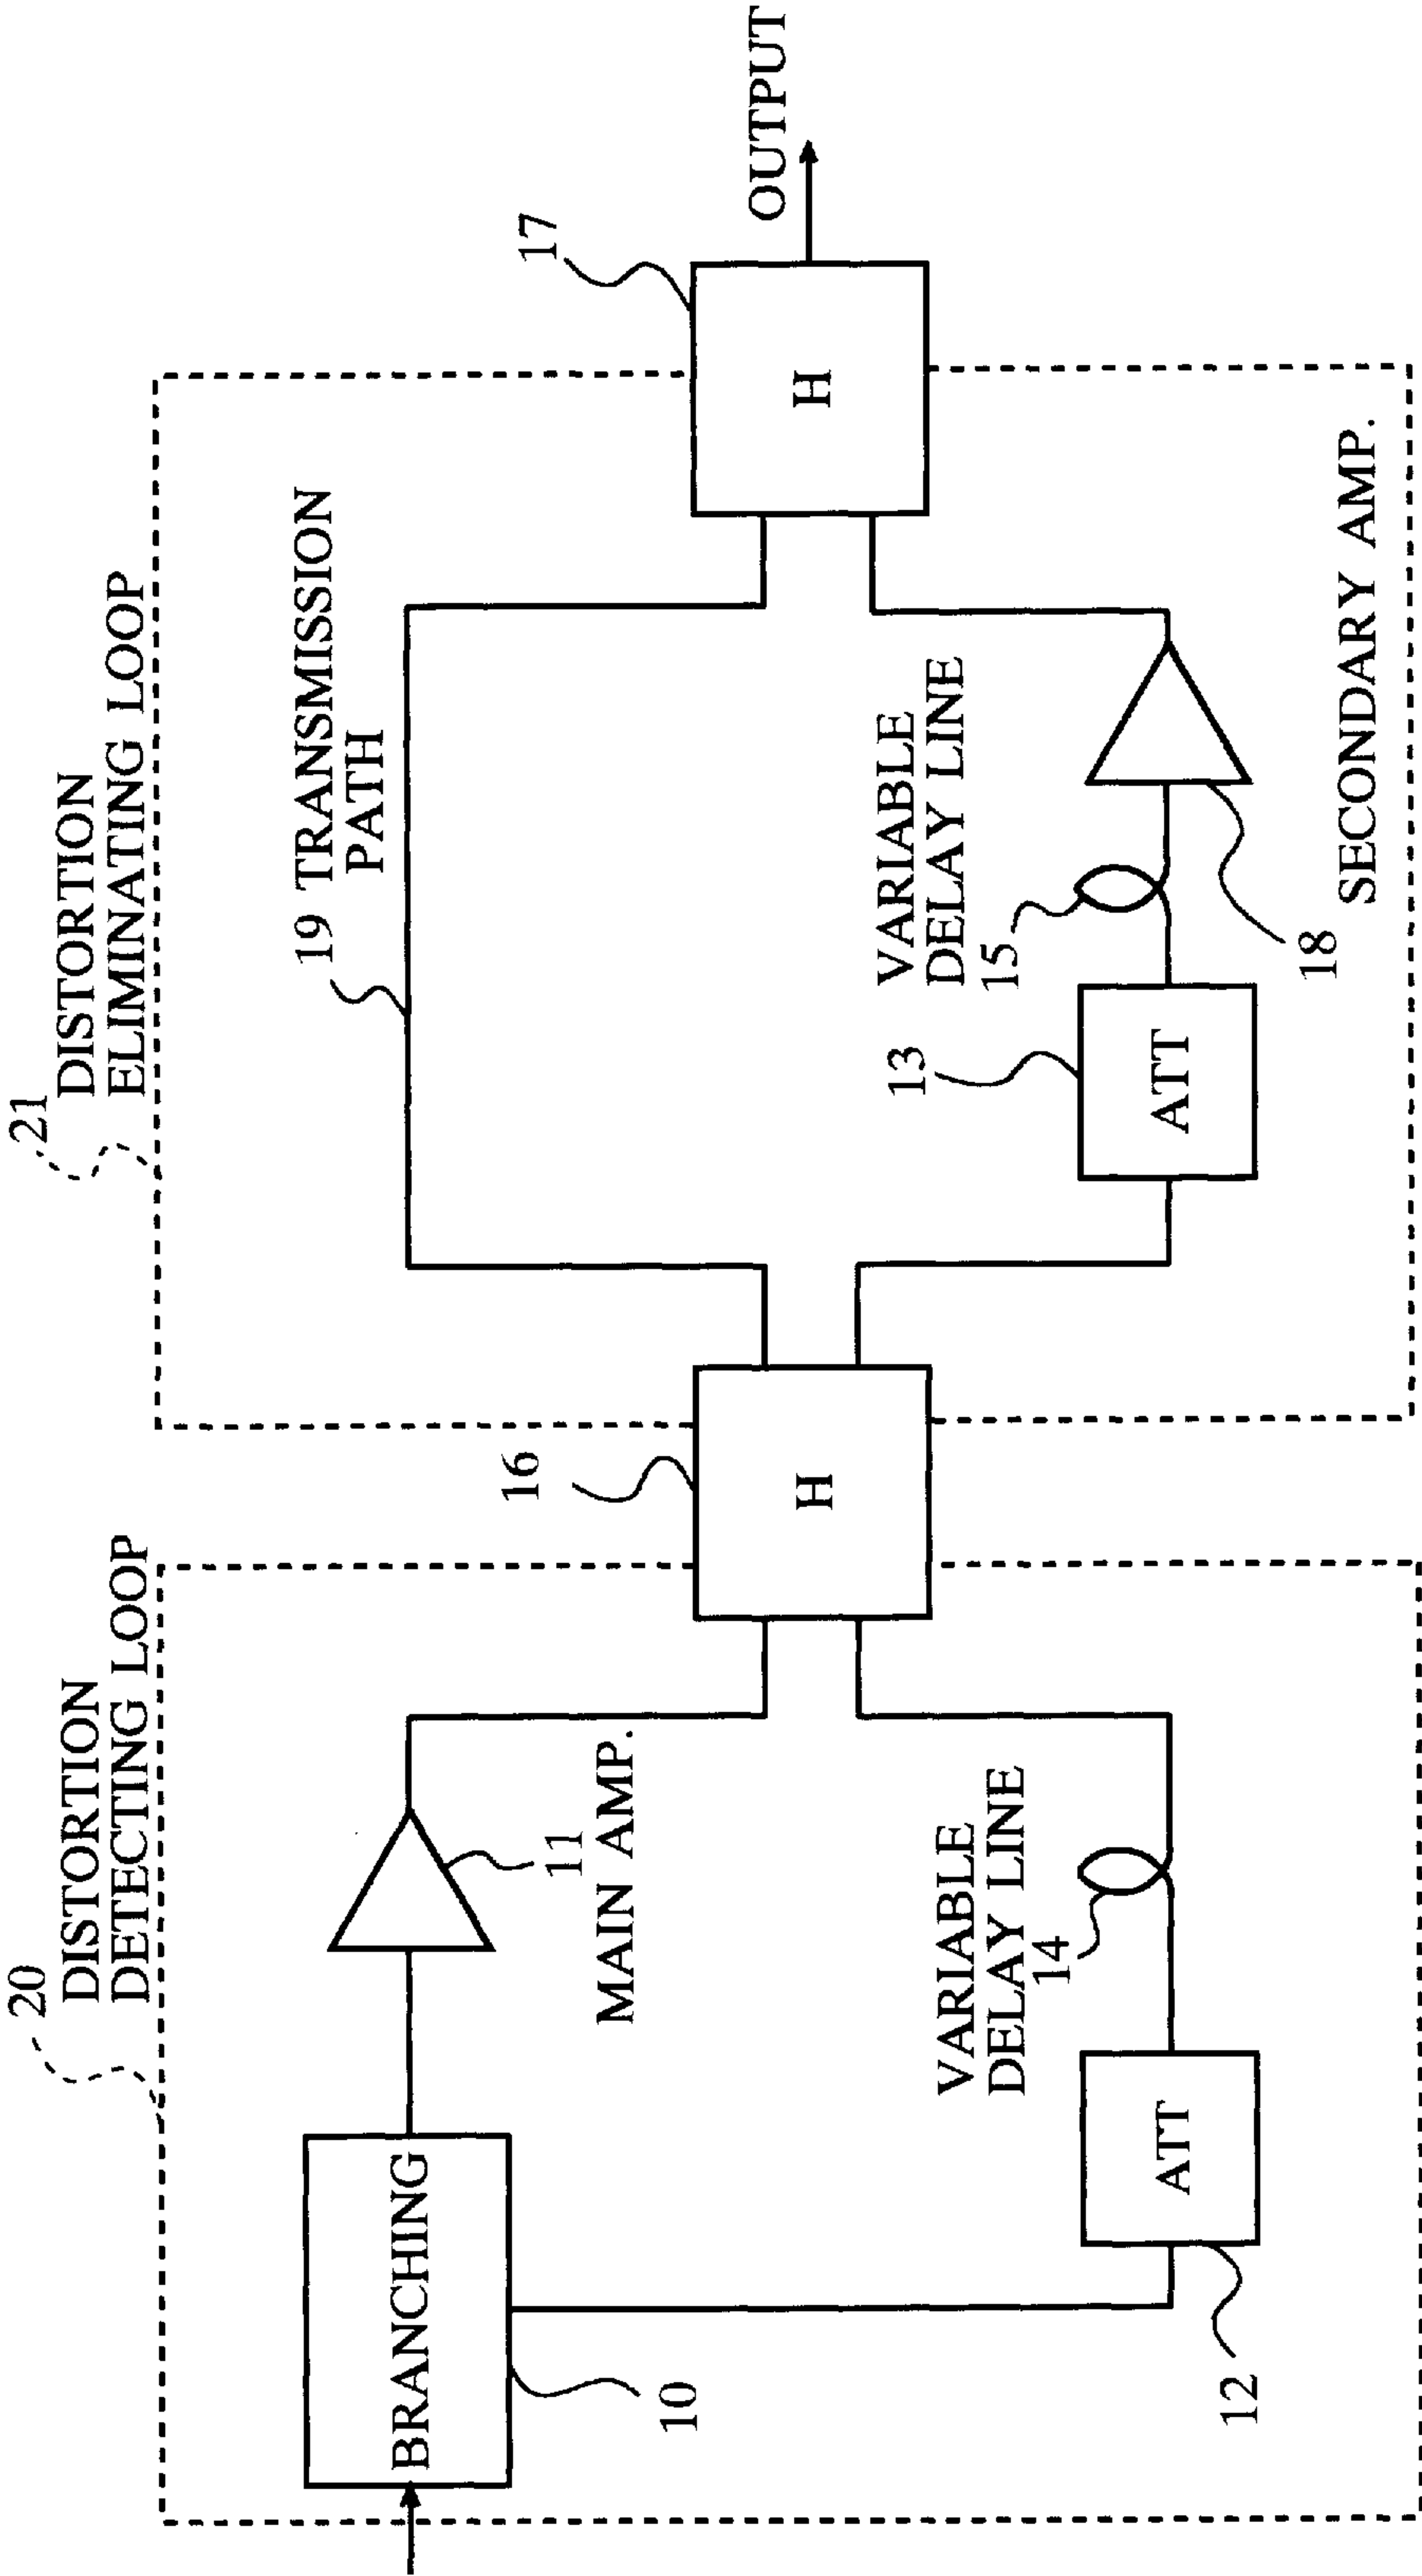 20
DISTORTION
DETECTING LOOP
21
DISTORTION
ELIMINATING LOOP
BRANCHING
10
11
MAIN AMP.
VARIABLE
DELAY LINE
14
ATT
12
16
H
19 TRANSMISSION
PATH
VARIABLE
DELAY LINE
15
13
ATT
18
SECONDARY AMP.
17
H
OUTPUT